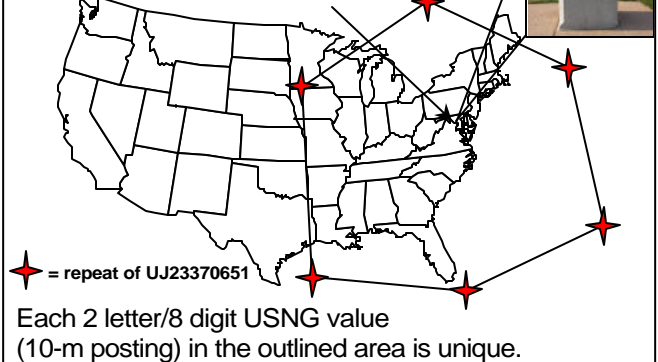 = repeat of UJ23370651
Each 2 letter/8 digit USNG value
(10-m posting) in the outlined area is unique.